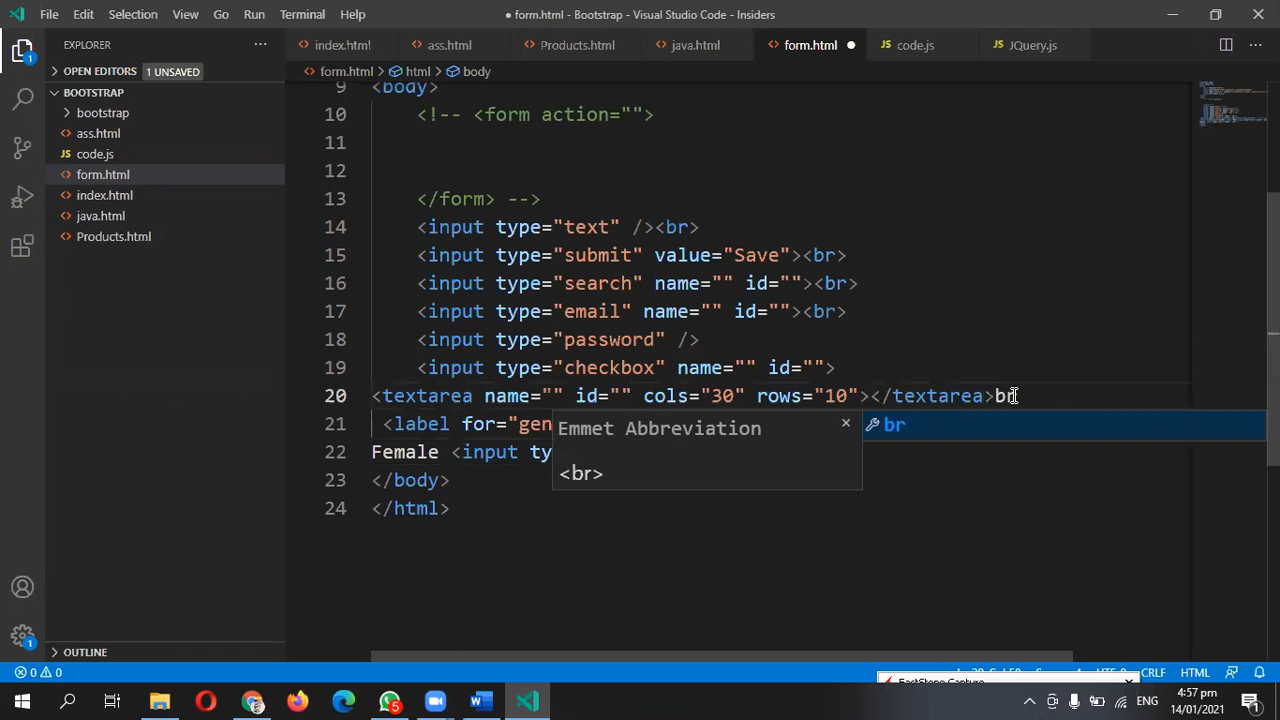 File Edit Selection View Go Run Terminal Help
● form.html - Bootstrap - Visual Studio Code - Insiders
EXPLORER
index.html ass.html Products.html java.html form.html ● code.js JQuery.js
OPEN EDITORS 1 UNSAVED
form.html > html > body
BOOTSTRAP
bootstrap
ass.html
code.js
form.html
index.html
java.html
Products.html
OUTLINE
9 <body>
10 <!-- <form action="">
11
12
13 </form> -->
14 <input type="text" /><br>
15 <input type="submit" value="Save"><br>
16 <input type="search" name="" id=""><br>
17 <input type="email" name="" id=""><br>
18 <input type="password" />
19 <input type="checkbox" name="" id="">
20 <textarea name="" id="" cols="30" rows="10"></textarea>br
21 <label for="gen
22 Female <input ty
23 </body>
24 </html>
Emmet Abbreviation
<br>
br
1
1
0 0
CRLF HTML
FastStone Capture
5
ENG
4:57 pm
14/01/2021
1